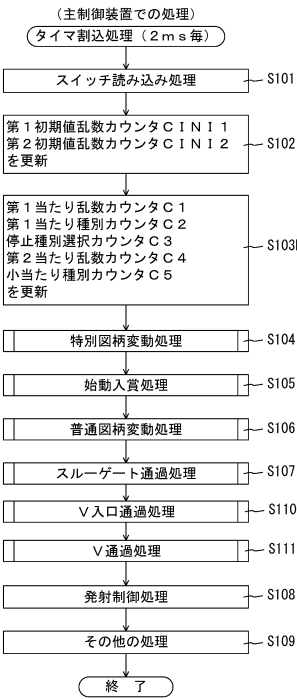 （主制御装置での処理）
タイマ割込処理（２ｍｓ毎）
スイッチ読み込み処理
S101
第１初期値乱数カウンタＣＩＮＩ１
第２初期値乱数カウンタＣＩＮＩ２
を更新
S102
第１当たり乱数カウンタＣ１
第１当たり種別カウンタＣ２
停止種別選択カウンタＣ３
第２当たり乱数カウンタＣ４
小当たり種別カウンタＣ５
を更新
S103b
特別図柄変動処理
S104
始動入賞処理
S105
普通図柄変動処理
S106
スルーゲート通過処理
S107
Ｖ入口通過処理
S110
Ｖ通過処理
S111
発射制御処理
S108
その他の処理
S109
終　了